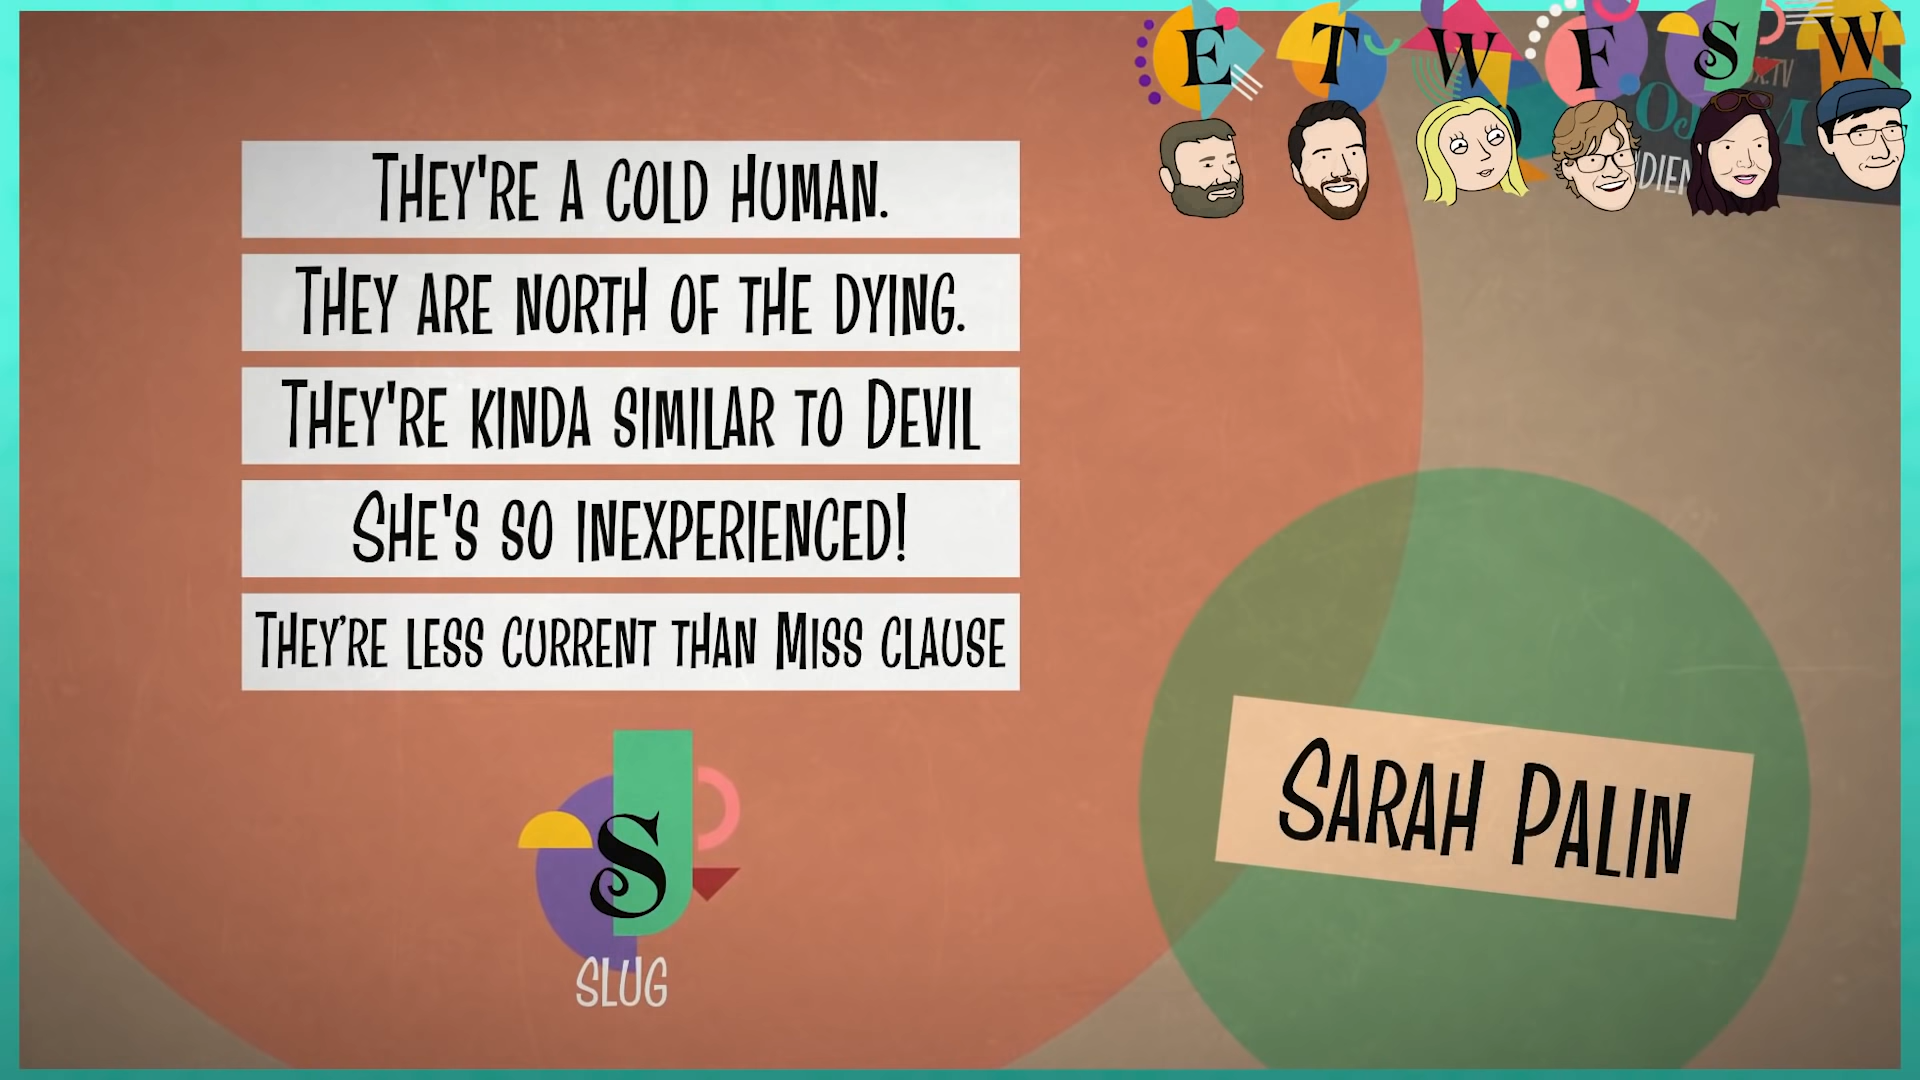 E T W F S W
THEY'RE A COLD HUMAN.
THEY ARE NORTH OF THE DYING.
THEY'RE KINDA SIMILAR TO DEVIL
SHE'S SO INEXPERIENCED!
THEY'RE LESS CURRENT THAN MISS CLAUSE
S
SLUG
SARAH PALIN